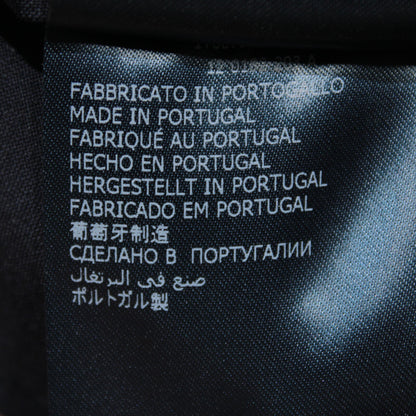 FABBRICATO IN PORTOGALLO
MADE IN PORTUGAL
FABRIQUÉ AU PORTUGAL
HECHO EN PORTUGAL
HERGESTELLT IN PORTUGAL
FABRICADO EM PORTUGAL
葡萄牙制造
СДЕЛАНО В ПОРТУГАЛИИ
صنع في البرتغال
ポルトガル製